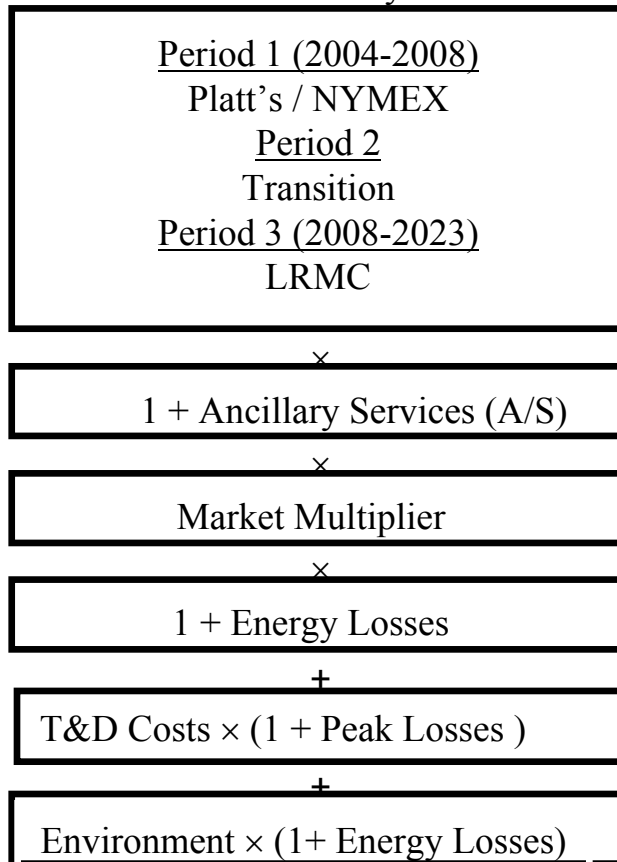 Period 1 (2004-2008)
Platt's / NYMEX
Period 2
Transition
Period 3 (2008-2023)
LRMC
×
1 + Ancillary Services (A/S)
×
Market Multiplier
×
1 + Energy Losses
+
T&D Costs × (1 + Peak Losses )
+
Environment × (1+ Energy Losses)